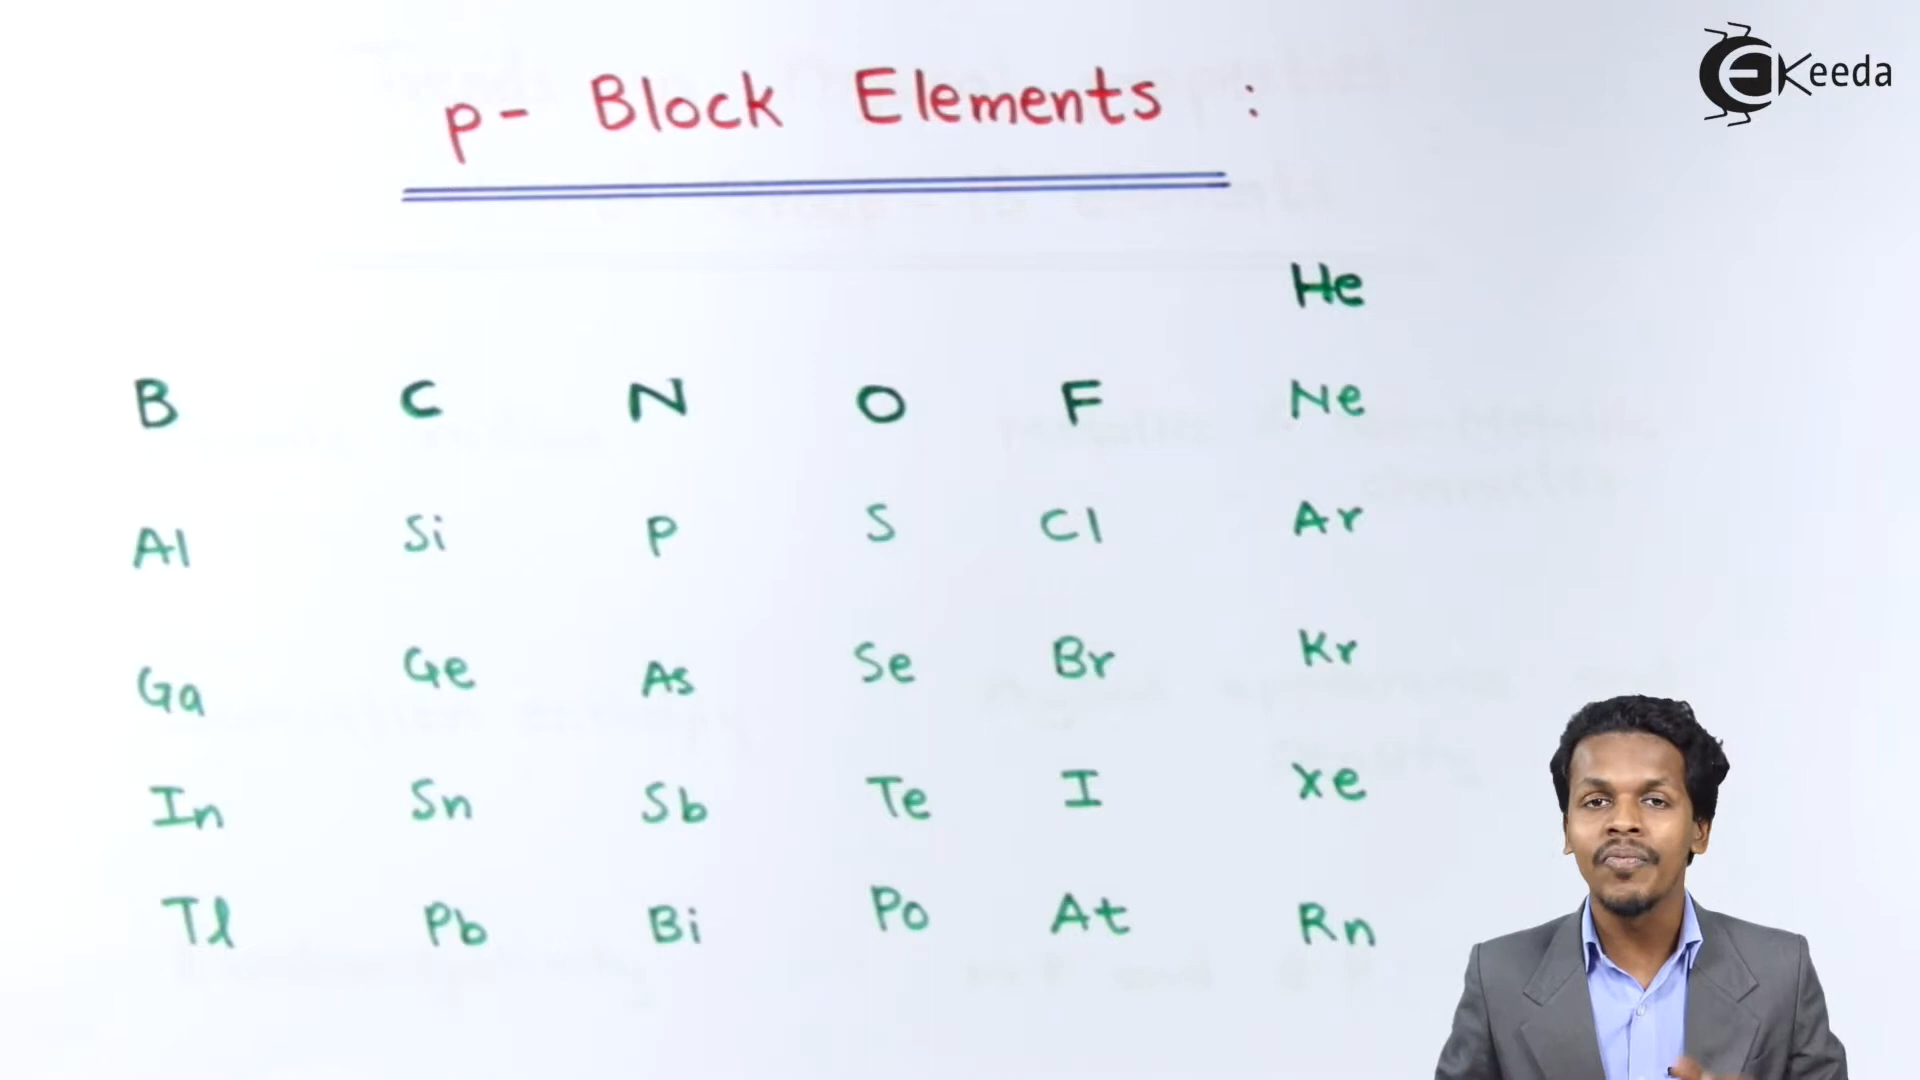 p- Block Elements :
EKeeda
He
B C N O F Ne
Al Si P S Cl Ar
Ga Ge As Se Br Kr
In Sn Sb Te I Xe
Tl Pb Bi Po At Rn